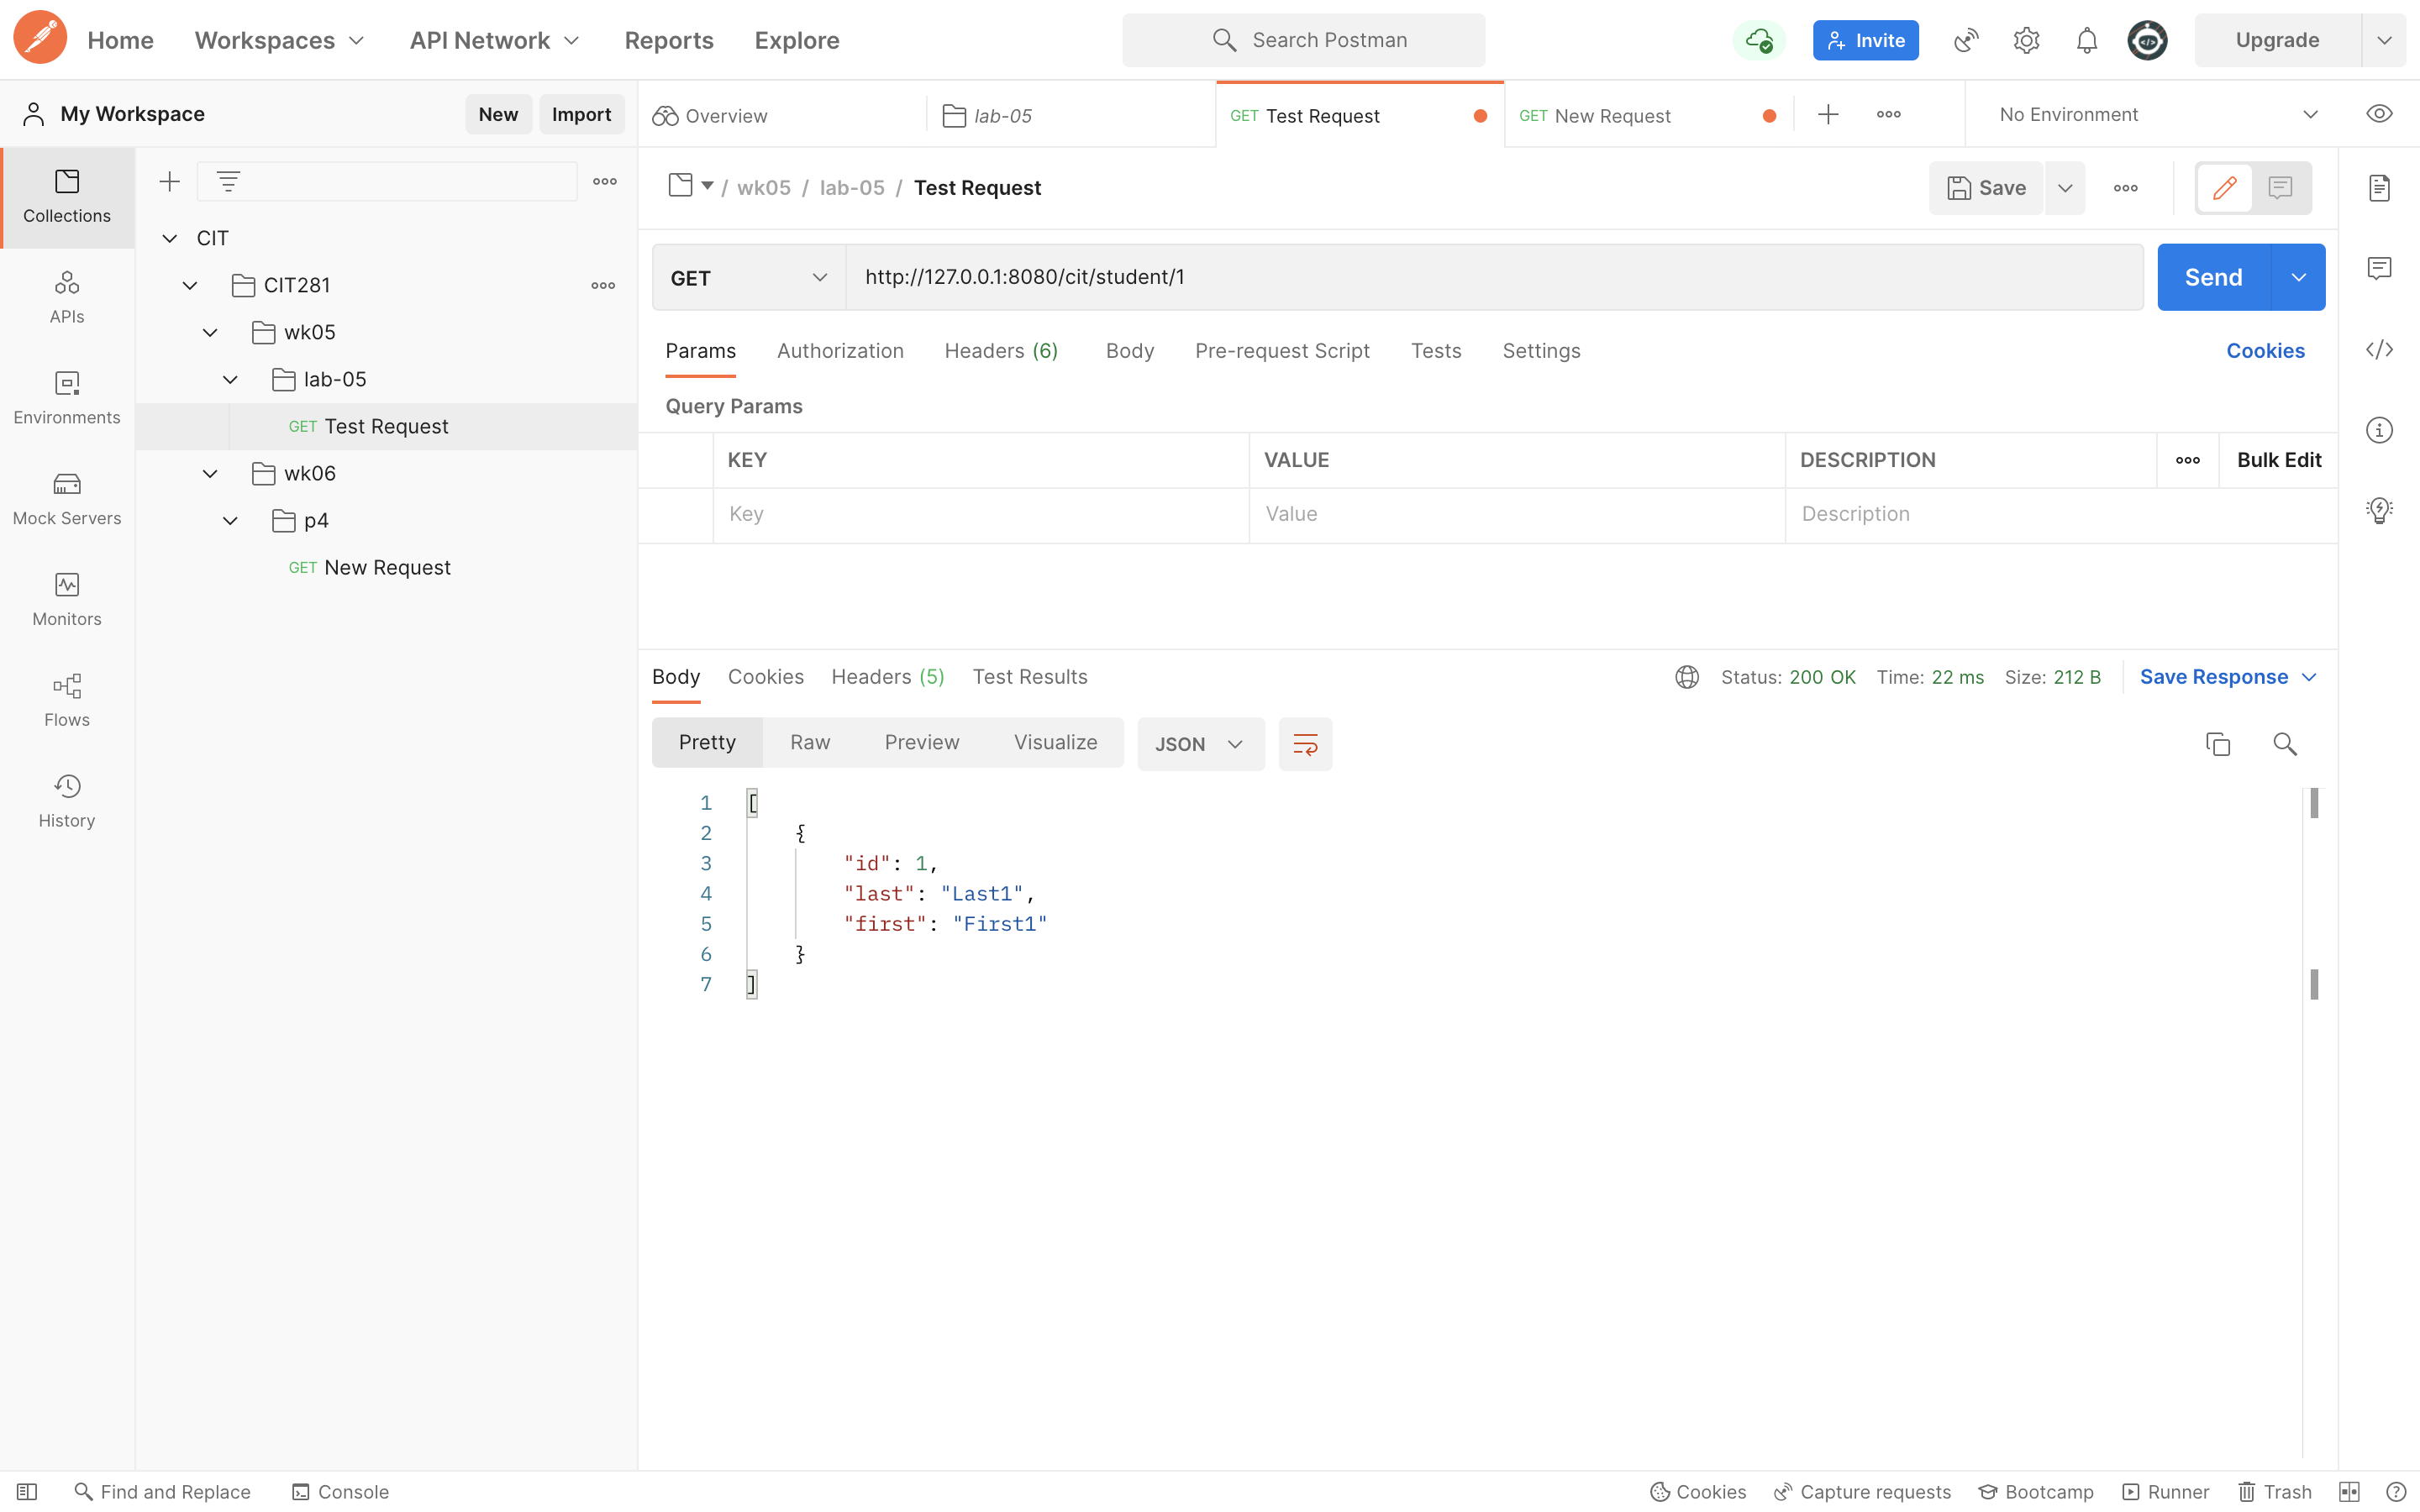 Home Workspaces API Network Reports Explore Search Postman Invite Upgrade
My Workspace New Import Overview lab-05 GET Test Request GET New Request No Environment
/ wk05 / lab-05 / Test Request Save
Collections
CIT
CIT281
wk05
lab-05
GET Test Request
wk06
p4
GET New Request
APIs
Environments
Mock Servers
Monitors
Flows
History
GET http://127.0.0.1:8080/cit/student/1 Send
Params Authorization Headers (6) Body Pre-request Script Tests Settings Cookies
Query Params
KEY VALUE DESCRIPTION Bulk Edit
Key Value Description
Body Cookies Headers (5) Test Results Status: 200 OK Time: 22 ms Size: 212 B Save Response
Pretty Raw Preview Visualize JSON
1 [
2 {
3 "id": 1,
4 "last": "Last1",
5 "first": "First1"
6 }
7 ]
Find and Replace Console Cookies Capture requests Bootcamp Runner Trash